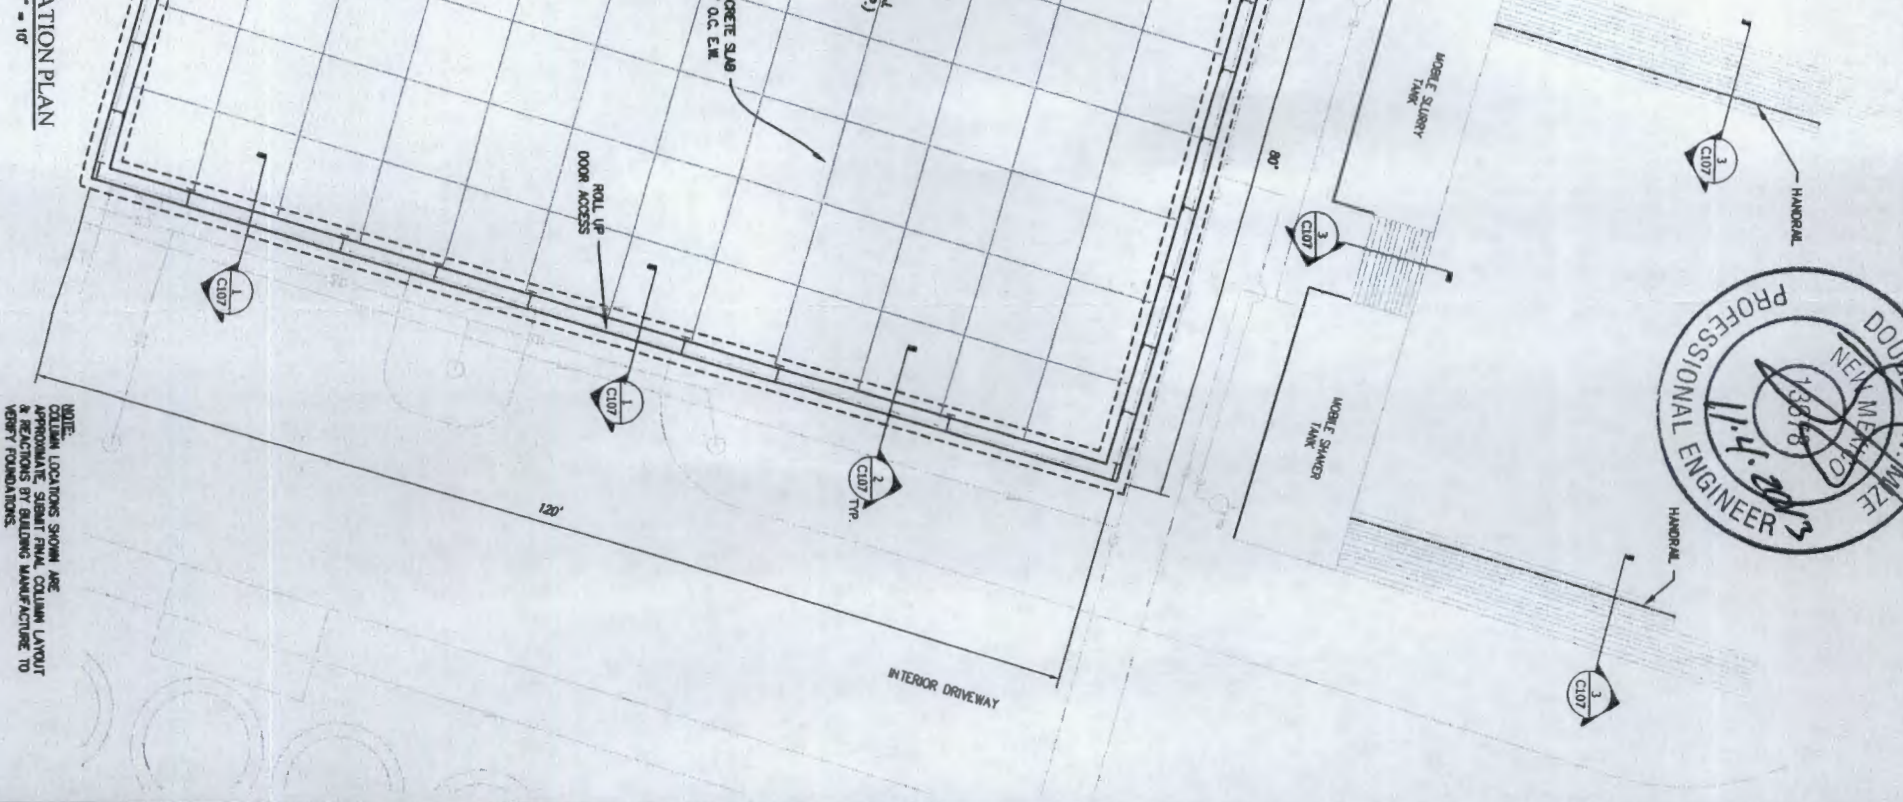 ATION PLAN
" = 10'
CRETE SLAB
O.C. E.W.
ROLL UP
DOOR ACCESS
1
C107
1
C107
2
C107 TYP.
120'
80'
INTERIOR DRIVEWAY
MOBILE SLURRY
TANK
MOBILE SHAKER
TANK
3
C107
3
C107
3
C107
HANDRAIL
HANDRAIL
NOTE:
COLUMN LOCATIONS SHOWN ARE
APPROXIMATE, SUBMIT FINAL COLUMN LAYOUT
& REACTIONS BY BUILDING MANUFACTURE TO
VERIFY FOUNDATIONS.
MIZE
NEW MEXICO
11.4.2013
PROFESSIONAL ENGINEER